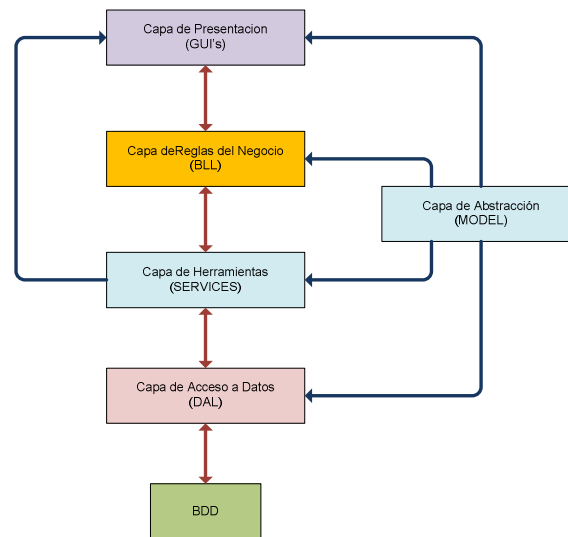 Capa de Presentacion
(GUI's)
Capa deReglas del Negocio
(BLL)
Capa de Abstracción
(MODEL)
Capa de Herramientas
(SERVICES)
Capa de Acceso a Datos
(DAL)
BDD